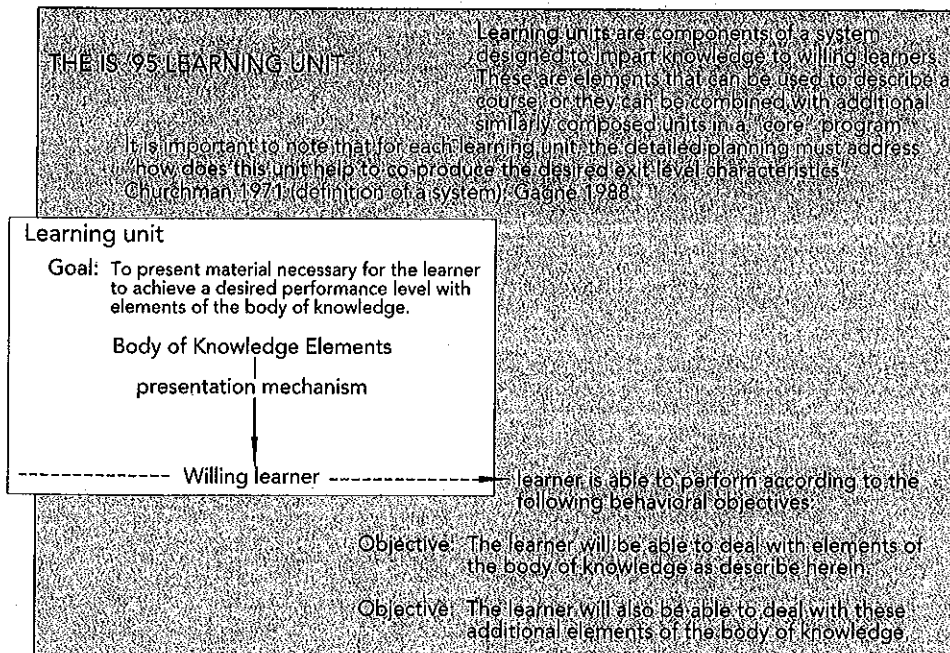 THE IS '95 LEARNING UNIT
Learning units are components of a system
designed to impart knowledge to willing learners
These are elements that can be used to describe
course, or they can be combined with additional
similarly composed units in a "core" program
It is important to note that for each learning unit, the detailed planning must address
"how does this unit help to co-produce the desired exit level characteristics"
Churchman 1971 (definition of a system), Gagne 1988
Learning unit
Goal: To present material necessary for the learner
to achieve a desired performance level with
elements of the body of knowledge.
Body of Knowledge Elements
presentation mechanism
Willing learner
learner is able to perform according to the
following behavioral objectives
Objective: The learner will be able to deal with elements of
the body of knowledge as describe herein.
Objective: The learner will also be able to deal with these
additional elements of the body of knowledge